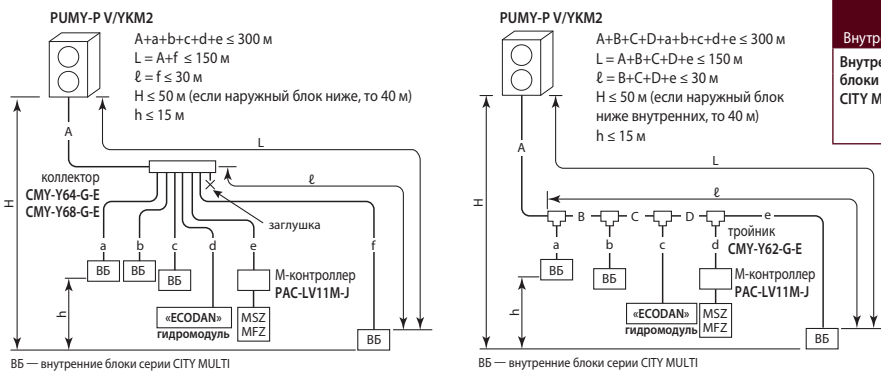 PUMY-P V/YKM2
A+a+b+c+d+e ≤ 300 м
L = A+f ≤ 150 м
ℓ = f ≤ 30 м
H ≤ 50 м (если наружный блок ниже, то 40 м)
h ≤ 15 м
A
L
H
коллектор
CMY-Y64-G-E
CMY-Y68-G-E
ℓ
заглушка
a
b
c
d
e
f
ВБ
ВБ
ВБ
М-контроллер
PAC-LV11M-J
h
«ECODAN»
гидромодуль
MSZ
MFZ
ВБ
ВБ — внутренние блоки серии CITY MULTI
PUMY-P V/YKM2
A+B+C+D+a+b+c+d+e ≤ 300 м
L = A+B+C+D+e ≤ 150 м
ℓ = B+C+D+e ≤ 30 м
H ≤ 50 м (если наружный блок
ниже внутренних, то 40 м)
h ≤ 15 м
A
L
H
ℓ
B
C
D
e
тройник
CMY-Y62-G-E
a
b
c
d
ВБ
ВБ
М-контроллер
PAC-LV11M-J
h
«ECODAN»
гидромодуль
MSZ
MFZ
ВБ
ВБ — внутренние блоки серии CITY MULTI
Внутре
блоки
CITY M